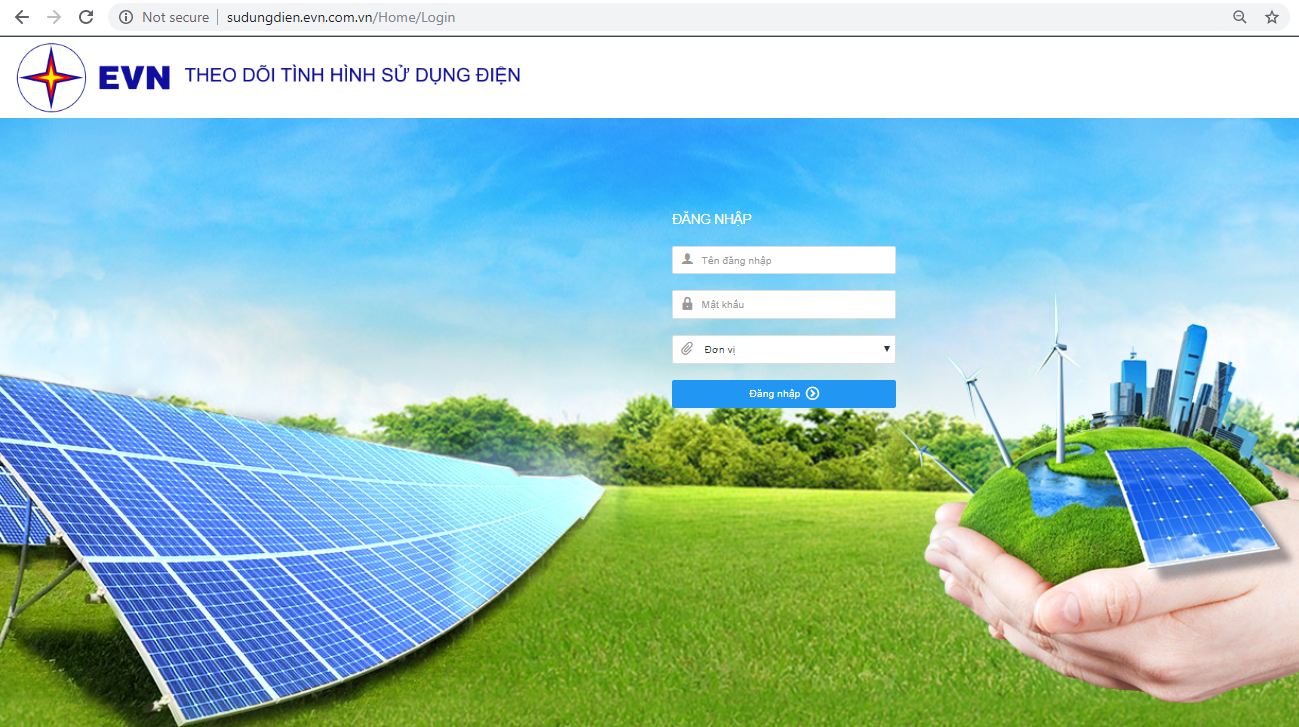 Not secure | sudungdien.evn.com.vn/Home/Login
EVN THEO DÕI TÌNH HÌNH SỬ DỤNG ĐIỆN
ĐĂNG NHẬP
Tên đăng nhập
Mật khẩu
Đơn vị
Đăng nhập